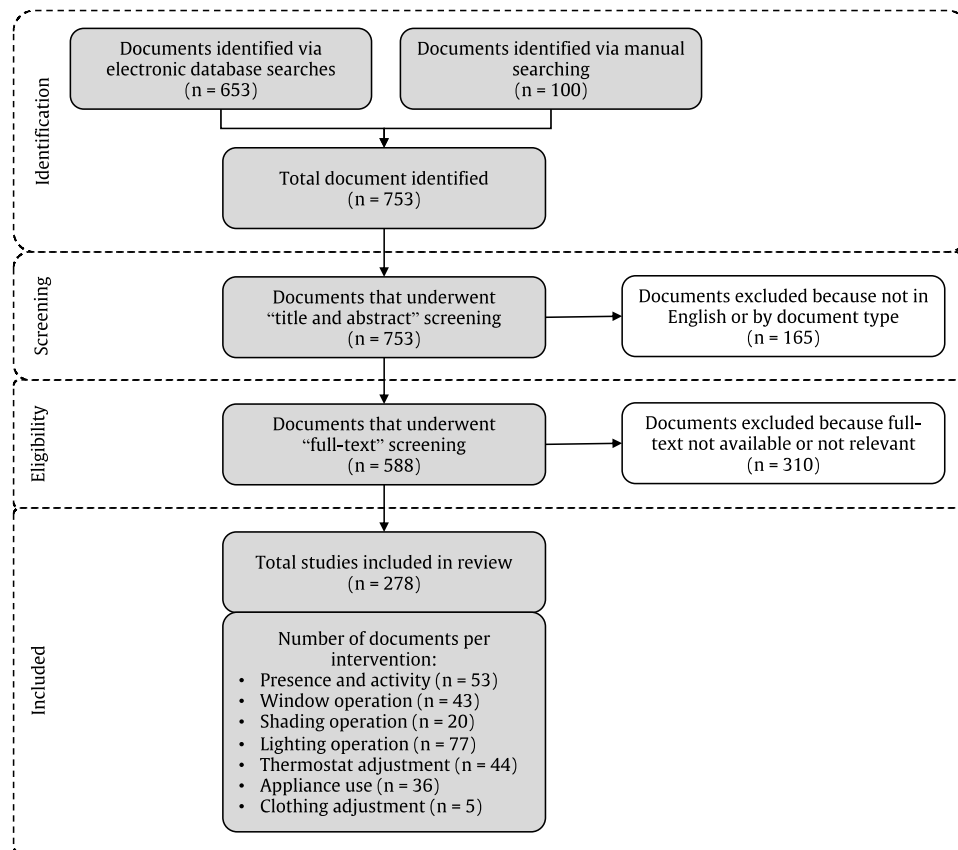 Identification
Documents identified via
electronic database searches
(n = 653)
Documents identified via manual
searching
(n = 100)
Total document identified
(n = 753)
Screening
Documents that underwent
“title and abstract” screening
(n = 753)
Documents excluded because not in
English or by document type
(n = 165)
Eligibility
Documents that underwent
“full-text” screening
(n = 588)
Documents excluded because full-
text not available or not relevant
(n = 310)
Included
Total studies included in review
(n = 278)
Number of documents per
intervention:
• Presence and activity (n = 53)
• Window operation (n = 43)
• Shading operation (n = 20)
• Lighting operation (n = 77)
• Thermostat adjustment (n = 44)
• Appliance use (n = 36)
• Clothing adjustment (n = 5)